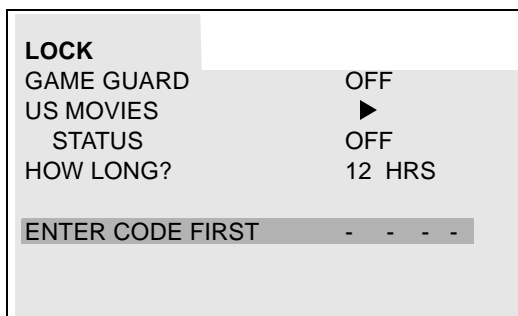 LOCK
GAME GUARD OFF
US MOVIES ▶
STATUS OFF
HOW LONG? 12 HRS
ENTER CODE FIRST - - - -